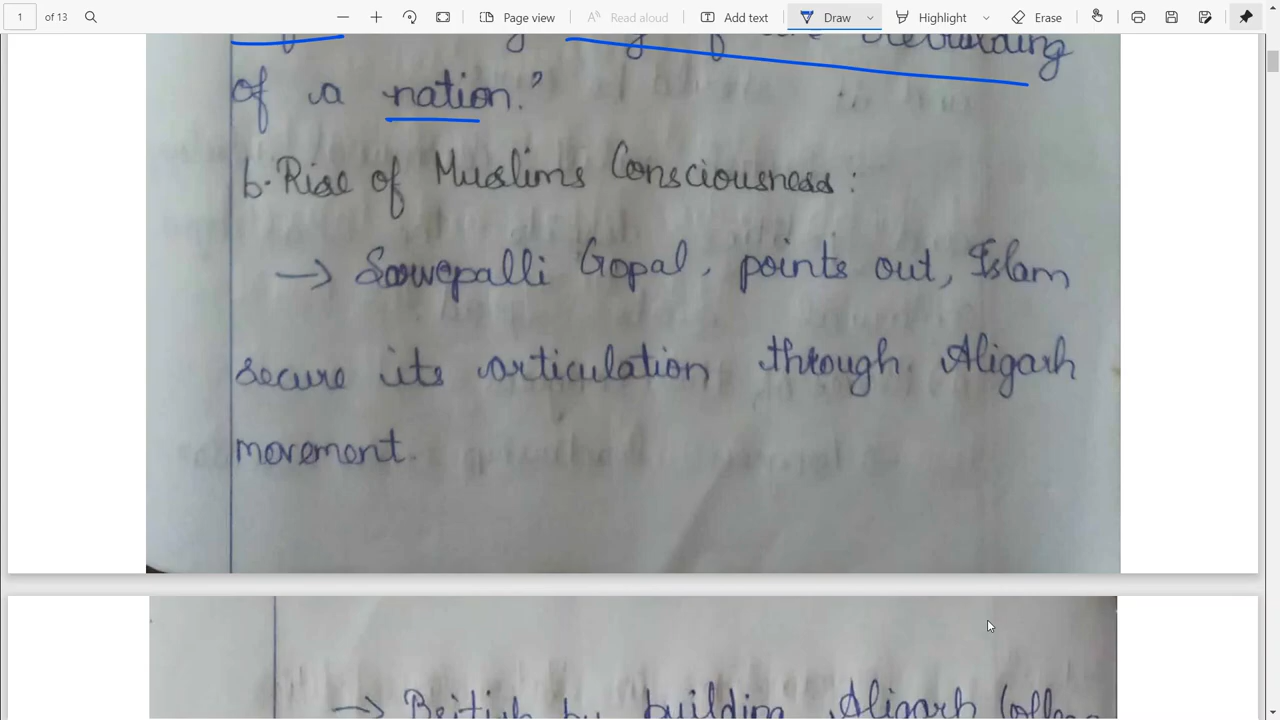 1 of 13 Page view Read aloud Add text Draw Highlight Erase
of a nation."
b. Rise of Muslims Consciousness :
→ Sarvepalli Gopal, points out, Islam
secure its articulation through Aligarh
movement.
→ British by building Aligarh College